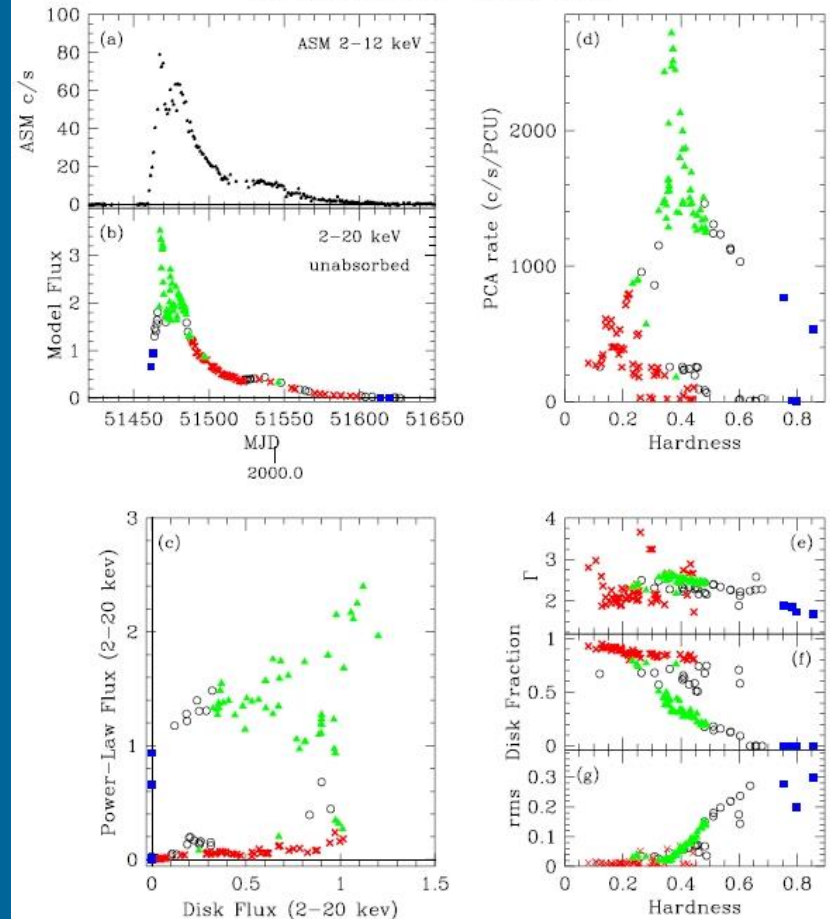 (a)
ASM 2-12 keV
ASM c/s
100
80
60
40
20
0
(b)
2-20 keV
unabsorbed
Model Flux
3
2
1
0
51450 51500 51550 51600 51650
MJD
2000.0
(d)
PCA rate (c/s/PCU)
2000
1000
0
0 0.2 0.4 0.6 0.8
Hardness
(c)
Power-Law Flux (2-20 kev)
3
2
1
0
0 0.5 1 1.5
Disk Flux (2-20 kev)
(e)
Γ
4
3
2
(f)
Disk Fraction
1
0.5
0
(g)
rms
0.3
0.2
0.1
0
0 0.2 0.4 0.6 0.8
Hardness